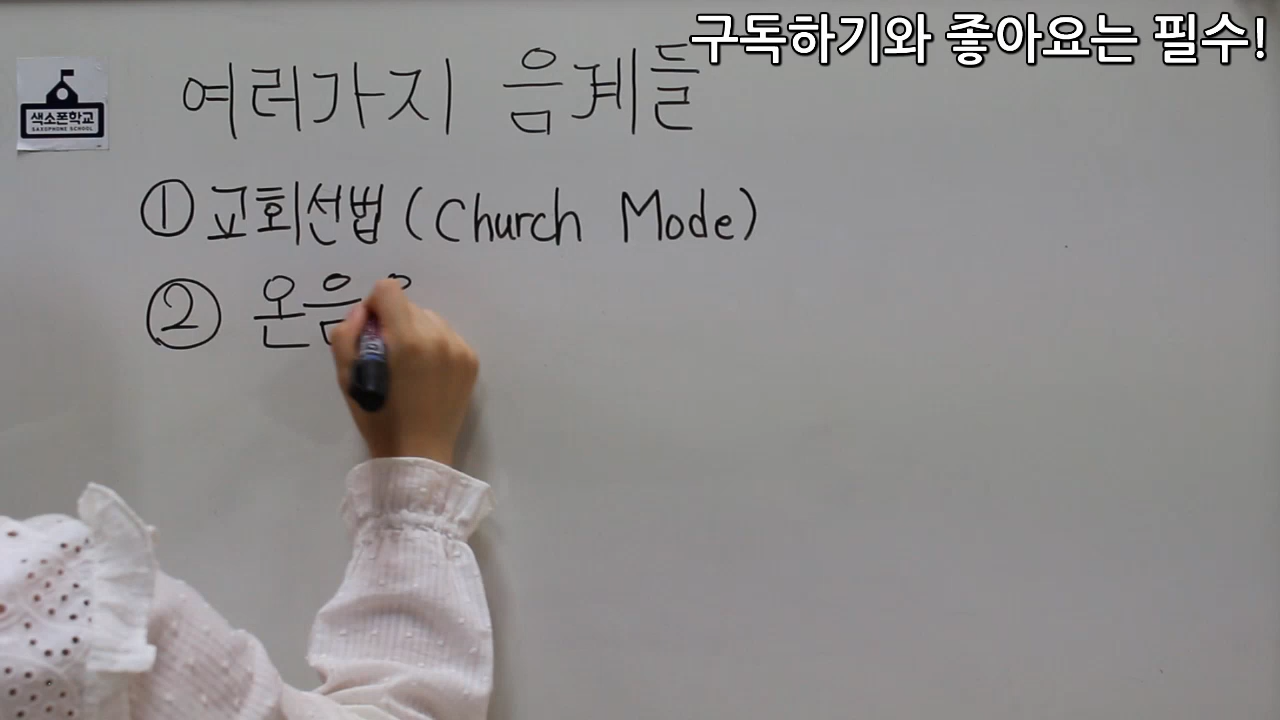 구독하기와 좋아요는 필수!
색소폰학교
SAXOPHONE SCHOOL
여러가지 음계들
① 교회선법 (Church Mode)
② 온음